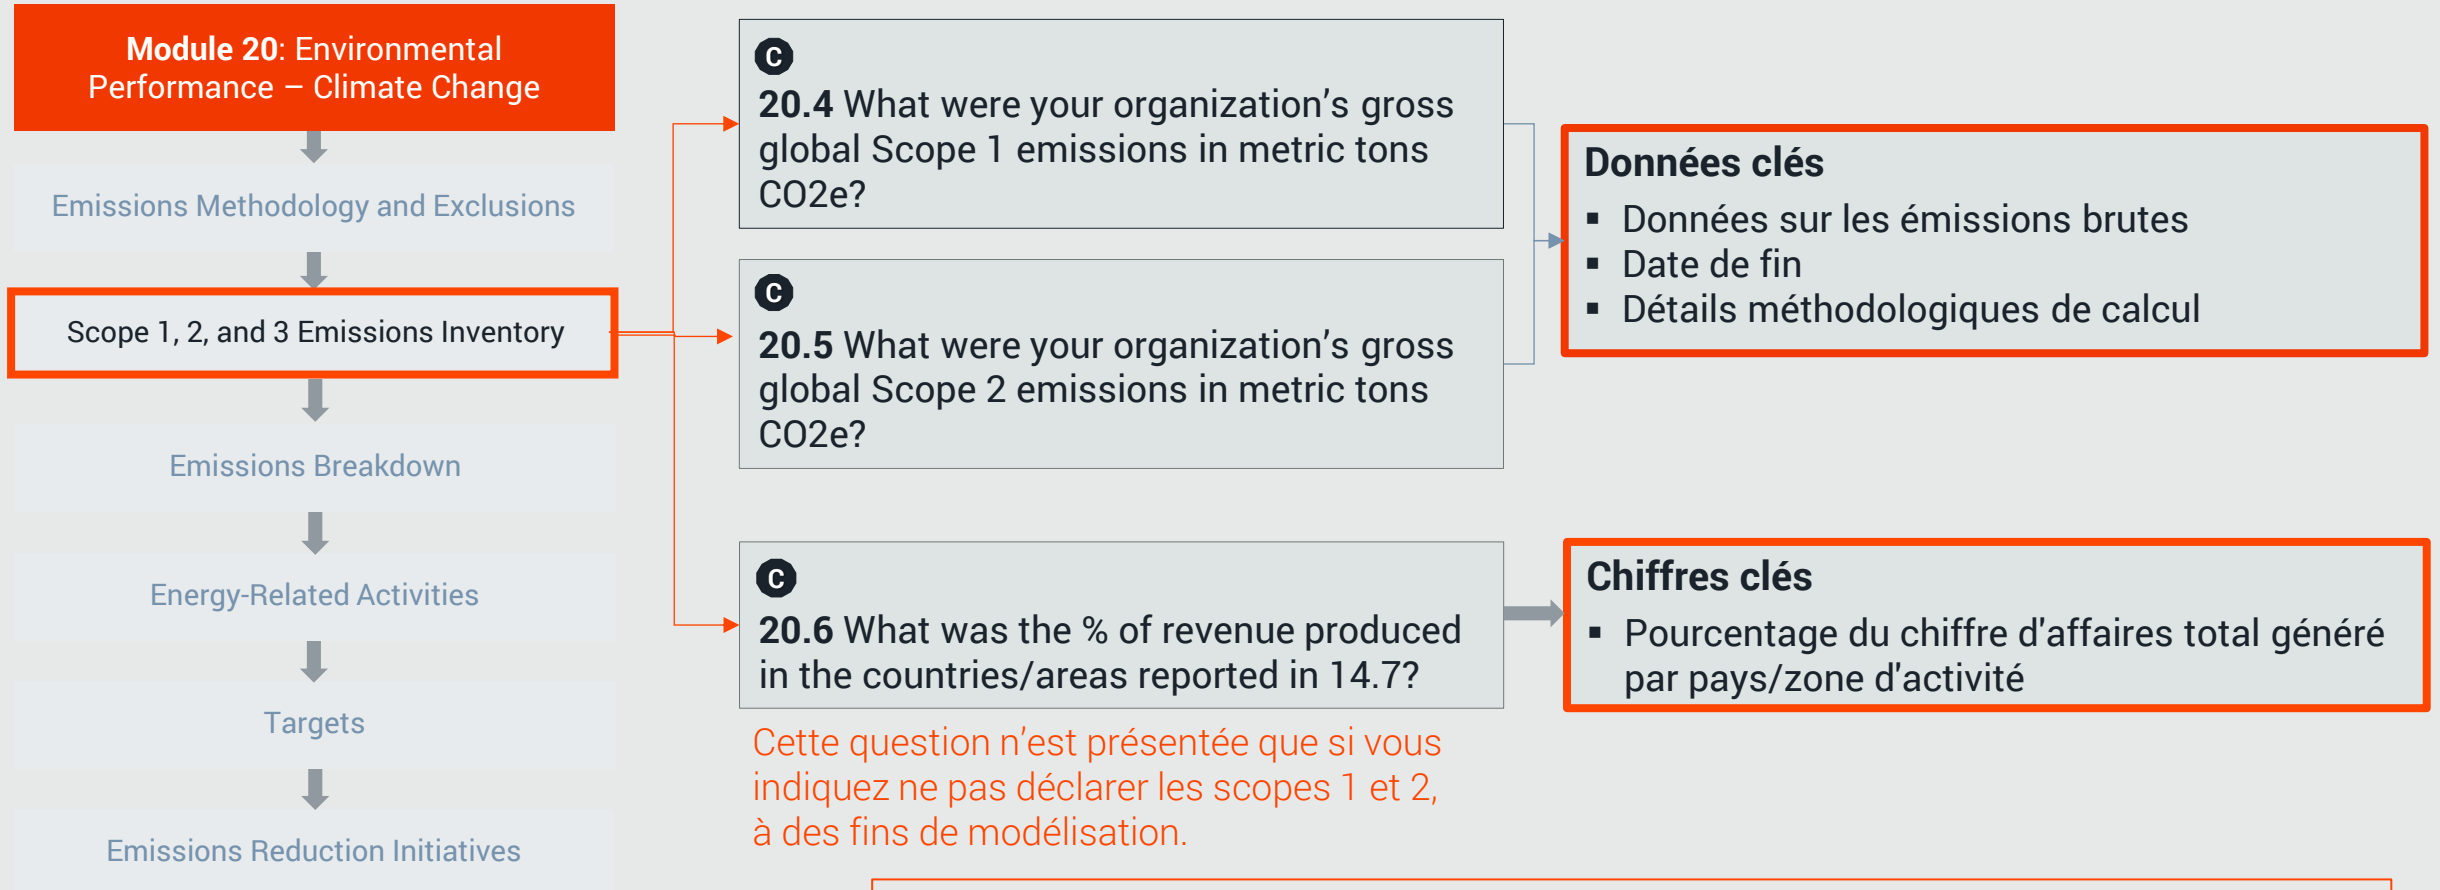 Module 20: Environmental
Performance – Climate Change
Emissions Methodology and Exclusions
Scope 1, 2, and 3 Emissions Inventory
Emissions Breakdown
Energy-Related Activities
Targets
Emissions Reduction Initiatives
C
20.4 What were your organization’s gross
global Scope 1 emissions in metric tons
CO2e?
C
20.5 What were your organization’s gross
global Scope 2 emissions in metric tons
CO2e?
C
20.6 What was the % of revenue produced
in the countries/areas reported in 14.7?
Cette question n’est présentée que si vous
indiquez ne pas déclarer les scopes 1 et 2,
à des fins de modélisation.
Données clés
▪ Données sur les émissions brutes
▪ Date de fin
▪ Détails méthodologiques de calcul
Chiffres clés
▪ Pourcentage du chiffre d'affaires total généré
par pays/zone d'activité